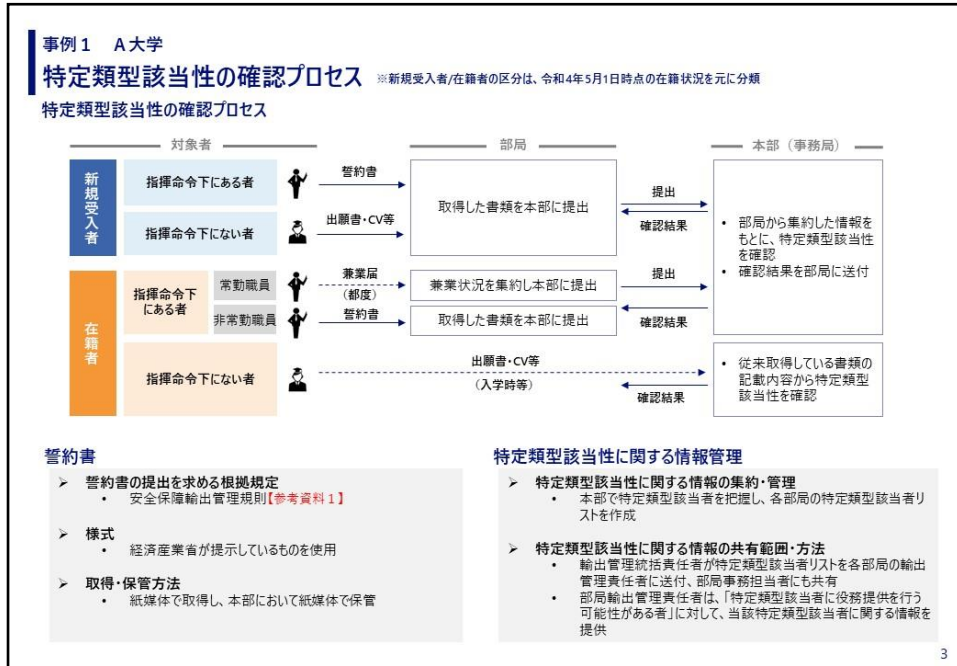 事例1　A大学
特定類型該当性の確認プロセス ※新規受入者/在籍者の区分は、令和4年5月1日時点の在籍状況を元に分類
特定類型該当性の確認プロセス
対象者
部局
本部（事務局）
新規受入者
指揮命令下にある者
誓約書
指揮命令下にない者
出願書・CV等
取得した書類を本部に提出
提出
確認結果
在籍者
指揮命令下
にある者
常勤職員
兼業届
（都度）
兼業状況を集約し本部に提出
提出
非常勤職員
誓約書
取得した書類を本部に提出
確認結果
• 部局から集約した情報を
もとに、特定類型該当性
を確認
• 確認結果を部局に送付
指揮命令下にない者
出願書・CV等
（入学時等）
確認結果
• 従来取得している書類の
記載内容から特定類型
該当性を確認
誓約書
➢ 誓約書の提出を求める根拠規定
• 安全保障輸出管理規則【参考資料1】
➢ 様式
• 経済産業省が提示しているものを使用
➢ 取得・保管方法
• 紙媒体で取得し、本部において紙媒体で保管
特定類型該当性に関する情報管理
➢ 特定類型該当性に関する情報の集約・管理
• 本部で特定類型該当者を把握し、各部局の特定類型該当者リ
ストを作成
➢ 特定類型該当性に関する情報の共有範囲・方法
• 輸出管理統括責任者が特定類型該当者リストを各部局の輸出
管理責任者に送付、部局事務担当者にも共有
• 部局輸出管理責任者は、「特定類型該当者に役務提供を行う
可能性がある者」に対して、当該特定類型該当者に関する情報を
提供
3